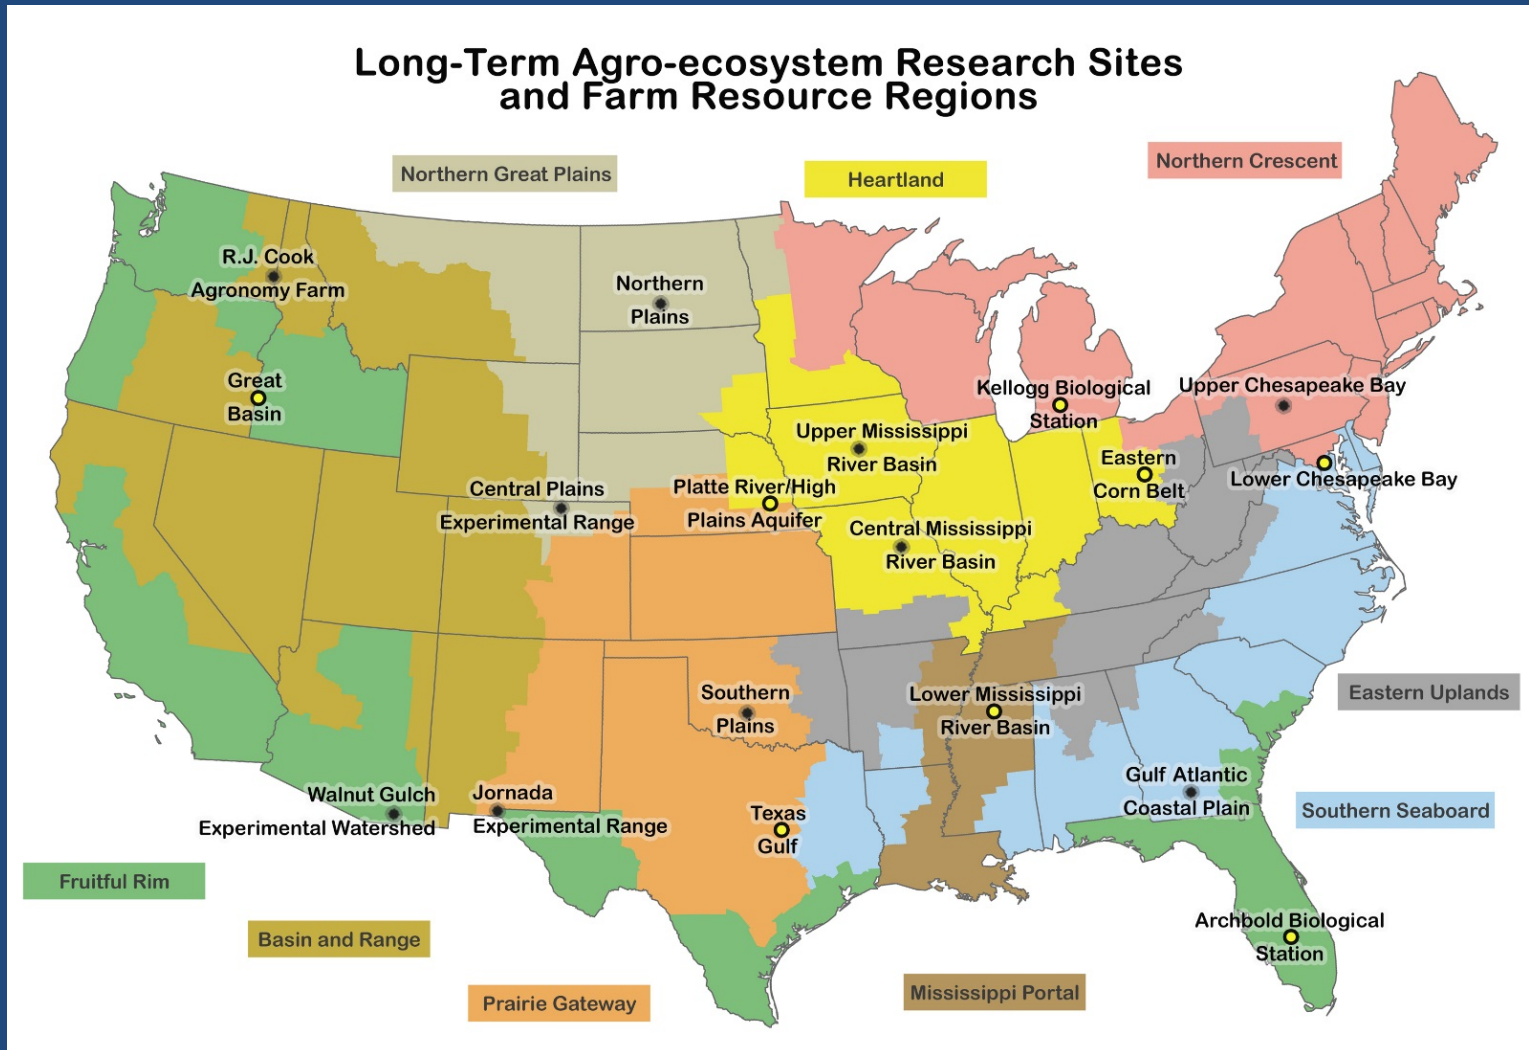 Long-Term Agro-ecosystem Research Sites
and Farm Resource Regions
Northern Great Plains
Heartland
Northern Crescent
R.J. Cook
Agronomy Farm
Northern
Plains
Great
Basin
Kellogg Biological
Station
Upper Chesapeake Bay
Upper Mississippi
River Basin
Eastern
Corn Belt
Lower Chesapeake Bay
Central Plains
Experimental Range
Platte River/High
Plains Aquifer
Central Mississippi
River Basin
Southern
Plains
Lower Mississippi
River Basin
Eastern Uplands
Walnut Gulch
Experimental Watershed
Jornada
Experimental Range
Texas
Gulf
Gulf Atlantic
Coastal Plain
Southern Seaboard
Fruitful Rim
Basin and Range
Archbold Biological
Station
Prairie Gateway
Mississippi Portal